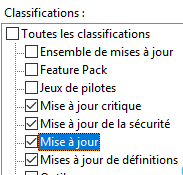 Classifications :
Toutes les classifications
Ensemble de mises à jour
Feature Pack
Jeux de pilotes
Mise à jour critique
Mise à jour de la sécurité
Mise à jour
Mises à jour de définitions